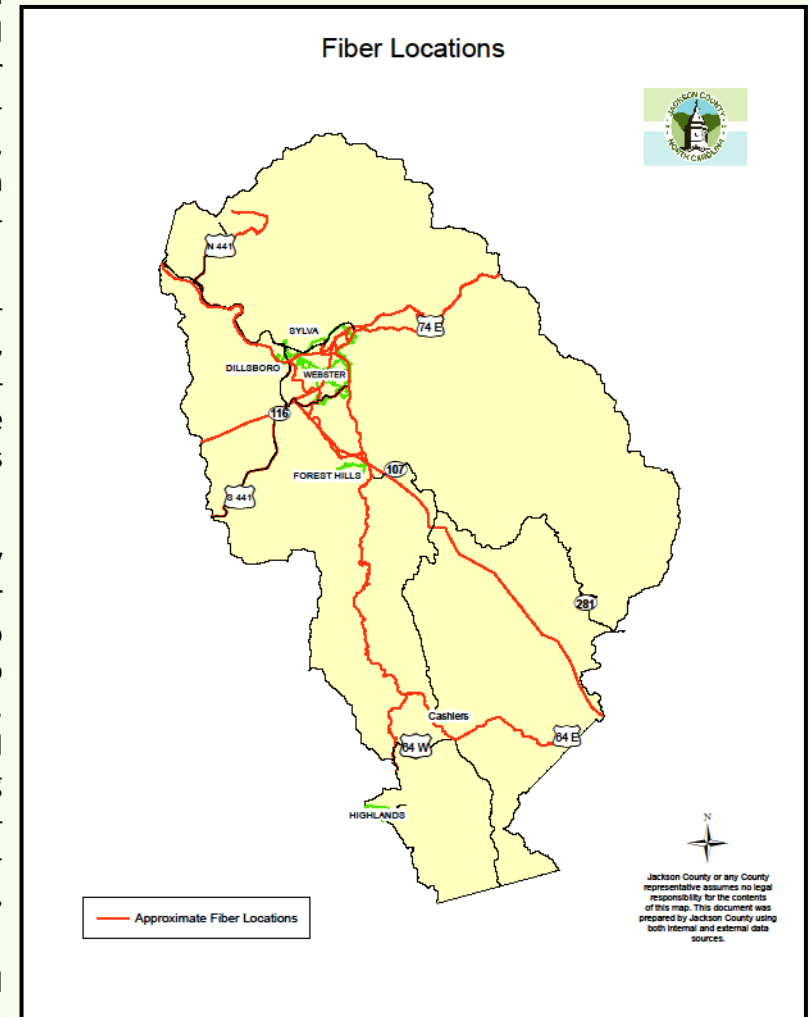 Fiber Locations
JACKSON COUNTY
NORTH CAROLINA
N 441
74 E
SYLVA
DILLSBORO
WEBSTER
116
FOREST HILLS
107
S 441
281
Cashiers
64 W
64 E
HIGHLANDS
N
Jackson County or any County
representative assumes no legal
responsibility for the contents
of this map. This document was
prepared by Jackson County using
both internal and external data
sources.
Approximate Fiber Locations